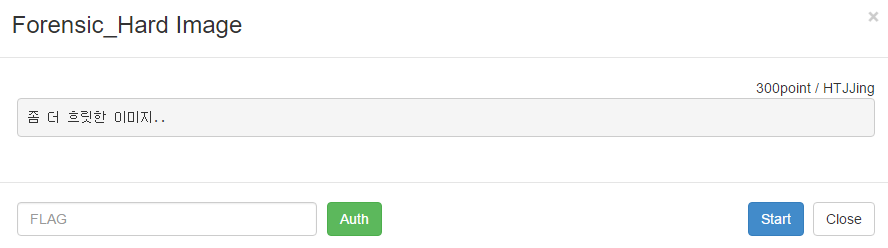 Forensic_Hard Image
×
300point / HTJJing
좀 더 흐릿한 이미지..
FLAG
Auth
Start
Close